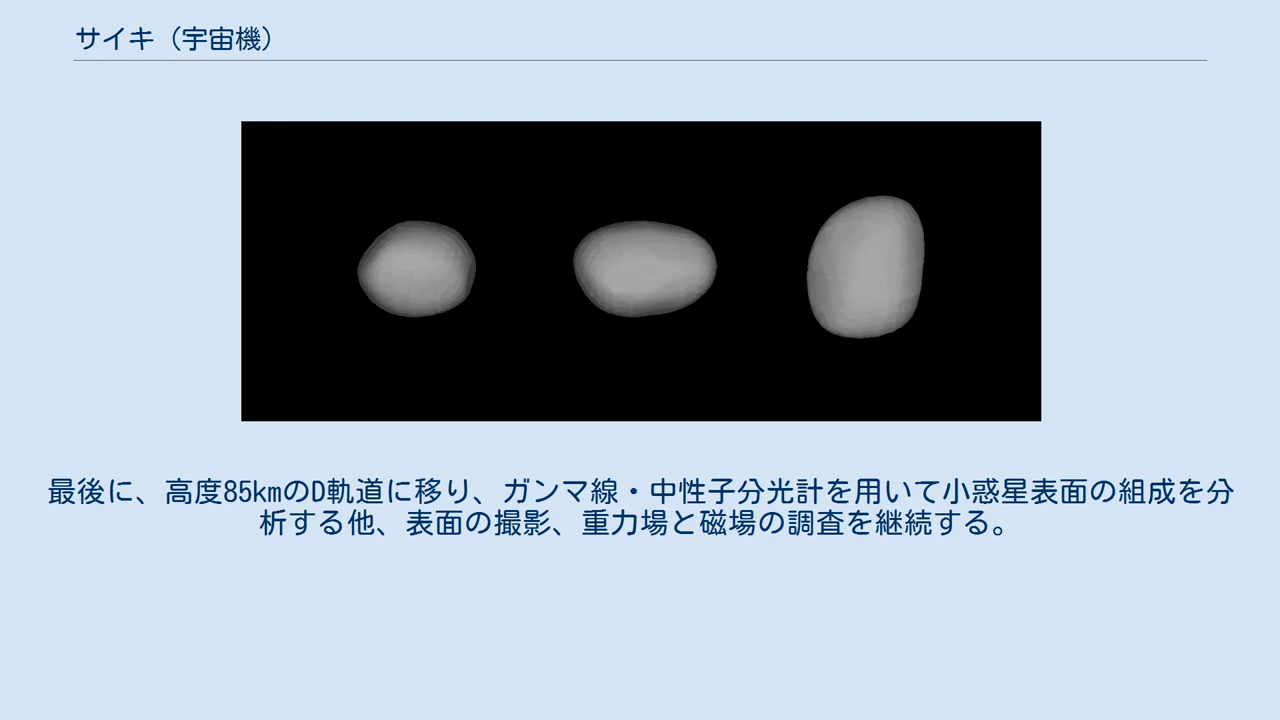 サイキ（宇宙機）
最後に、高度85kmのD軌道に移り、ガンマ線・中性子分光計を用いて小惑星表面の組成を分
析する他、表面の撮影、重力場と磁場の調査を継続する。